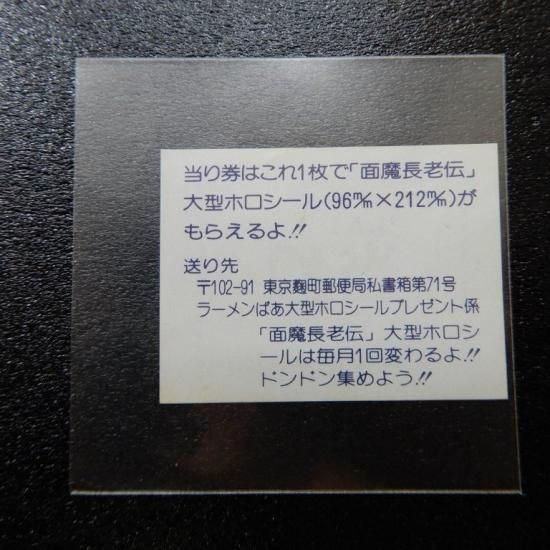 当り券はこれ1枚で「面魔長老伝」
大型ホロシール(96㎜×212㎜)が
もらえるよ!!
送り先
〒102-91 東京麴町郵便局私書箱第71号
ラーメンばあ大型ホロシールプレゼント係
「面魔長老伝」大型ホロシ
ールは毎月1回変わるよ!!
ドンドン集めよう!!